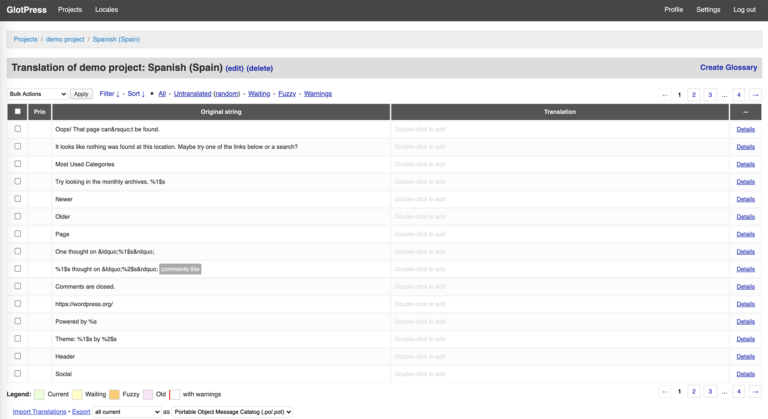 GlotPress Projects Locales Profile Settings Log out
Projects / demo project / Spanish (Spain)
Translation of demo project: Spanish (Spain) (edit) (delete) Create Glossary
Bulk Actions Apply Filter ↓ · Sort ↓ • All · Untranslated (random) · Waiting · Fuzzy · Warnings ← 1 2 3 … 4 →
Prio Original string Translation —
Oops! That page can&rsquo;t be found. Double-click to add Details
It looks like nothing was found at this location. Maybe try one of the links below or a search? Double-click to add Details
Most Used Categories Double-click to add Details
Try looking in the monthly archives. %1$s Double-click to add Details
Newer Double-click to add Details
Older Double-click to add Details
Page Double-click to add Details
One thought on &ldquo;%1$s&rdquo; Double-click to add Details
%1$s thought on &ldquo;%2$s&rdquo; comments title Double-click to add Details
Comments are closed. Double-click to add Details
https://wordpress.org/ Double-click to add Details
Powered by %s Double-click to add Details
Theme: %1$s by %2$s Double-click to add Details
Header Double-click to add Details
Social Double-click to add Details
Legend: Current Waiting Fuzzy Old with warnings ← 1 2 3 … 4 →
Import Translations • Export all current as Portable Object Message Catalog (.po/.pot)